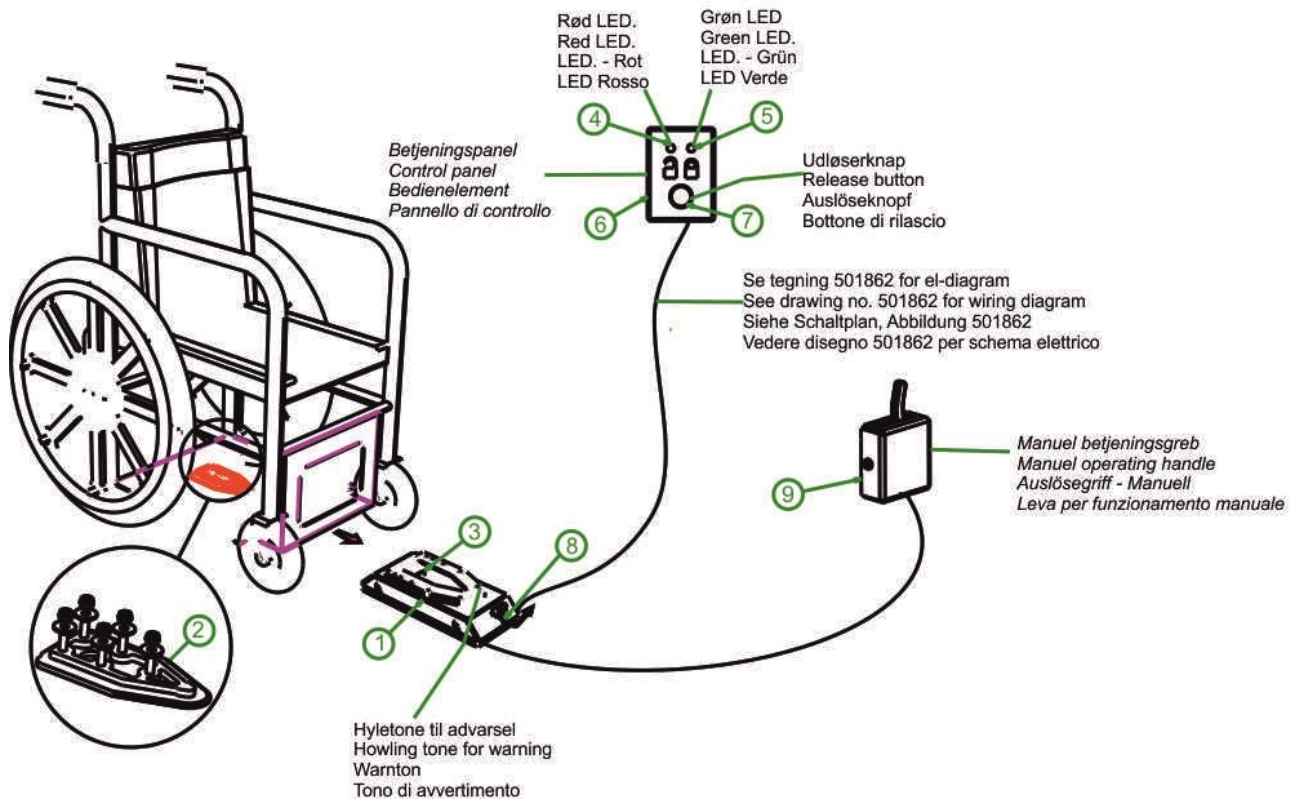 Rød LED.
Red LED.
LED. - Rot
LED Rosso
Grøn LED
Green LED.
LED. - Grün
LED Verde
4
5
Betjeningspanel
Control panel
Bedienelement
Pannello di controllo
Udløserknap
Release button
Auslöseknopf
Bottone di rilascio
6
7
Se tegning 501862 for el-diagram
See drawing no. 501862 for wiring diagram
Siehe Schaltplan, Abbildung 501862
Vedere disegno 501862 per schema elettrico
Manuel betjeningsgreb
Manuel operating handle
Auslösegriff - Manuell
Leva per funzionamento manuale
9
3
8
1
2
Hyletone til advarsel
Howling tone for warning
Warnton
Tono di avvertimento